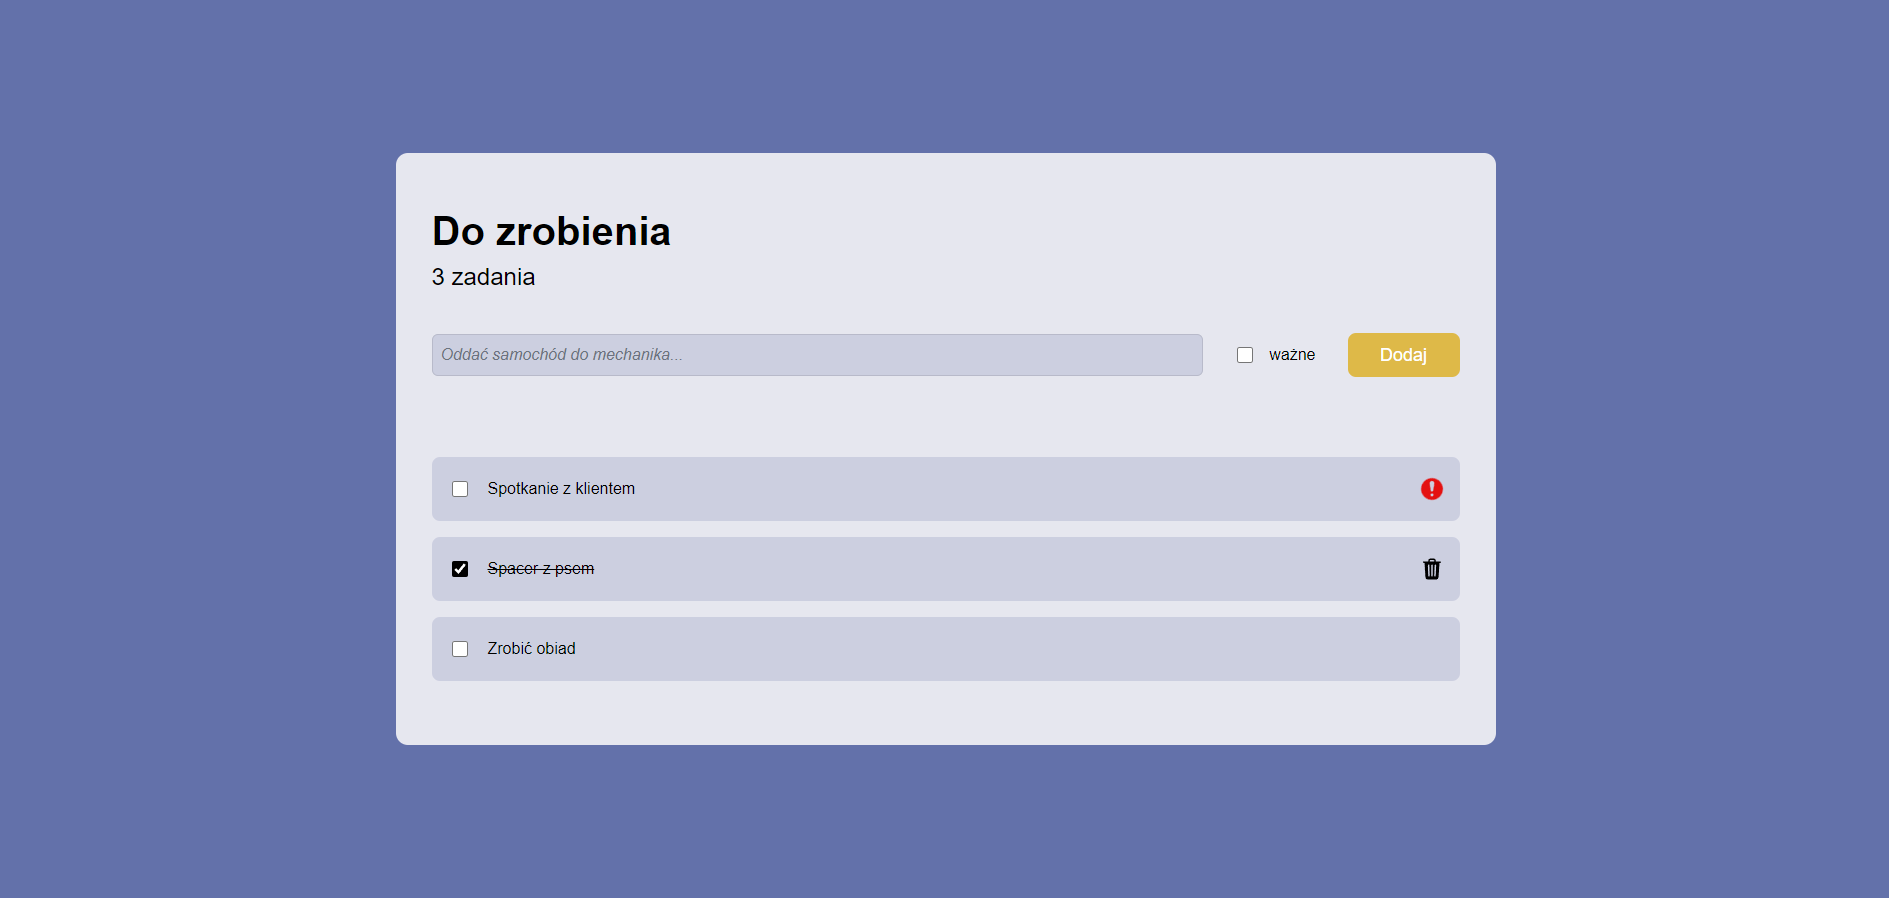 Do zrobienia
3 zadania
Oddać samochód do mechanika...
ważne
Dodaj
Spotkanie z klientem
Spacer z psem
Zrobić obiad